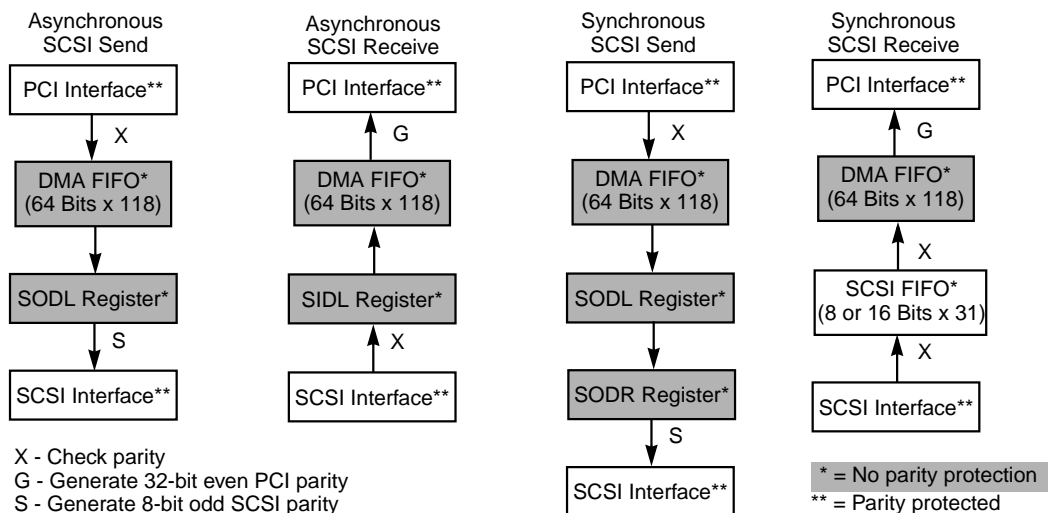 Asynchronous
SCSI Send
PCI Interface**
X
DMA FIFO*
(64 Bits x 118)
SODL Register*
S
SCSI Interface**
Asynchronous
SCSI Receive
PCI Interface**
G
DMA FIFO*
(64 Bits x 118)
SIDL Register*
X
SCSI Interface**
Synchronous
SCSI Send
PCI Interface**
X
DMA FIFO*
(64 Bits x 118)
SODL Register*
SODR Register*
S
SCSI Interface**
Synchronous
SCSI Receive
PCI Interface**
G
DMA FIFO*
(64 Bits x 118)
X
SCSI FIFO*
(8 or 16 Bits x 31)
X
SCSI Interface**
X - Check parity
G - Generate 32-bit even PCI parity
S - Generate 8-bit odd SCSI parity
* = No parity protection
** = Parity protected